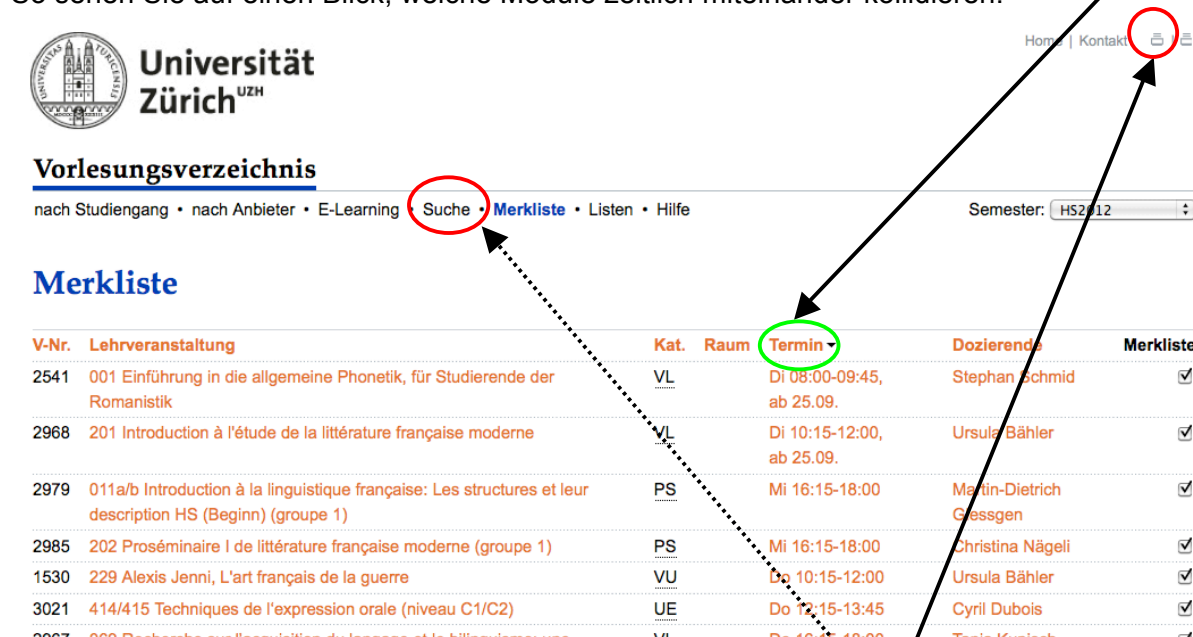 So sehen Sie auf einen Blick, welche Module zeitlich miteinander kollidieren.
Home | Kontakt
Universität
Zürich UZH
Vorlesungsverzeichnis
nach Studiengang • nach Anbieter • E-Learning • Suche • Merkliste • Listen • Hilfe Semester: HS2012
Merkliste
V-Nr. Lehrveranstaltung Kat. Raum Termin Dozierende Merkliste
2541 001 Einführung in die allgemeine Phonetik, für Studierende der VL Di 08:00-09:45, Stephan Schmid
Romanistik ab 25.09.
2968 201 Introduction à l'étude de la littérature française moderne VL Di 10:15-12:00, Ursula Bähler
ab 25.09.
2979 011a/b Introduction à la linguistique française: Les structures et leur PS Mi 16:15-18:00 Martin-Dietrich
description HS (Beginn) (groupe 1) Glessgen
2985 202 Proséminaire I de littérature française moderne (groupe 1) PS Mi 16:15-18:00 Christina Nägeli
1530 229 Alexis Jenni, L'art français de la guerre VU Do 10:15-12:00 Ursula Bähler
3021 414/415 Techniques de l'expression orale (niveau C1/C2) UE Do 12:15-13:45 Cyril Dubois